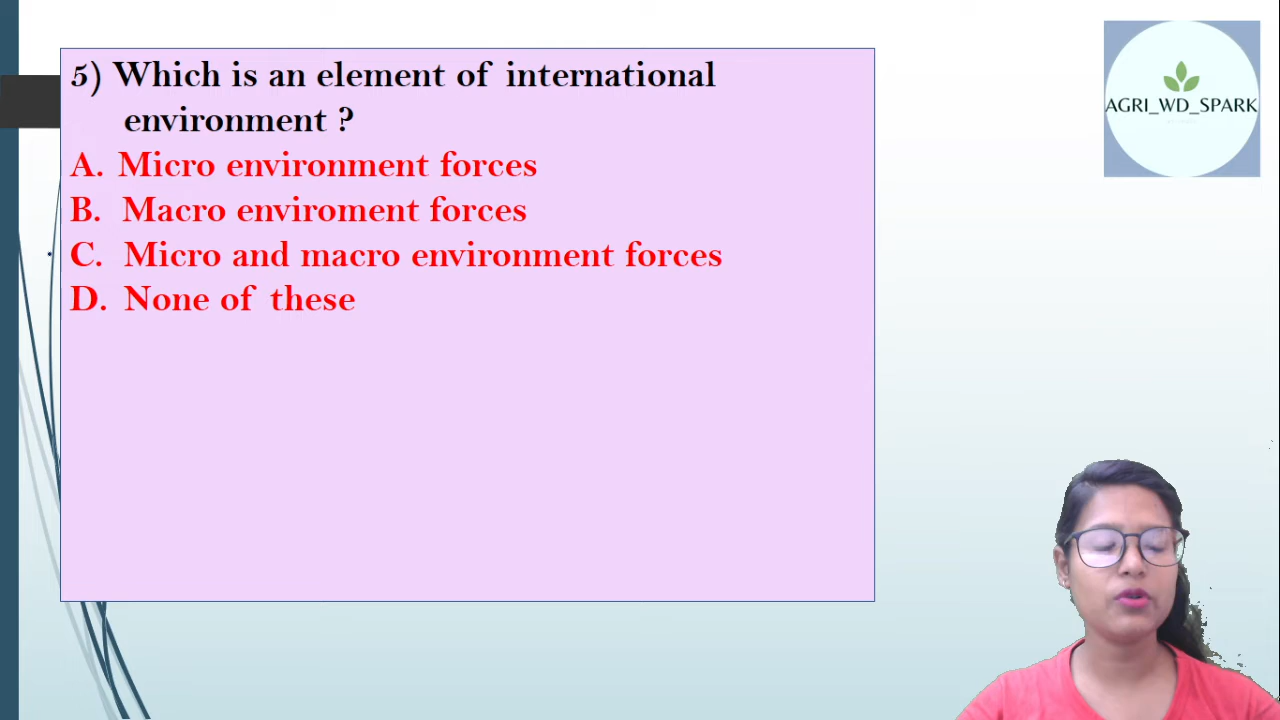 5) Which is an element of international
environment ?
A. Micro environment forces
B. Macro enviroment forces
C. Micro and macro environment forces
D. None of these
AGRI_WD_SPARK